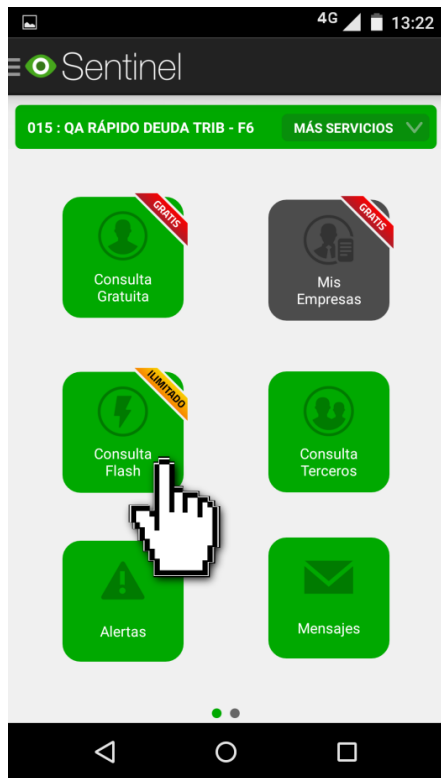 4G 13:22
Sentinel
015 : QA RÁPIDO DEUDA TRIB - F6 MÁS SERVICIOS
GRATIS
Consulta
Gratuita
GRATIS
Mis
Empresas
ILIMITADO
Consulta
Flash
Consulta
Terceros
Alertas
Mensajes